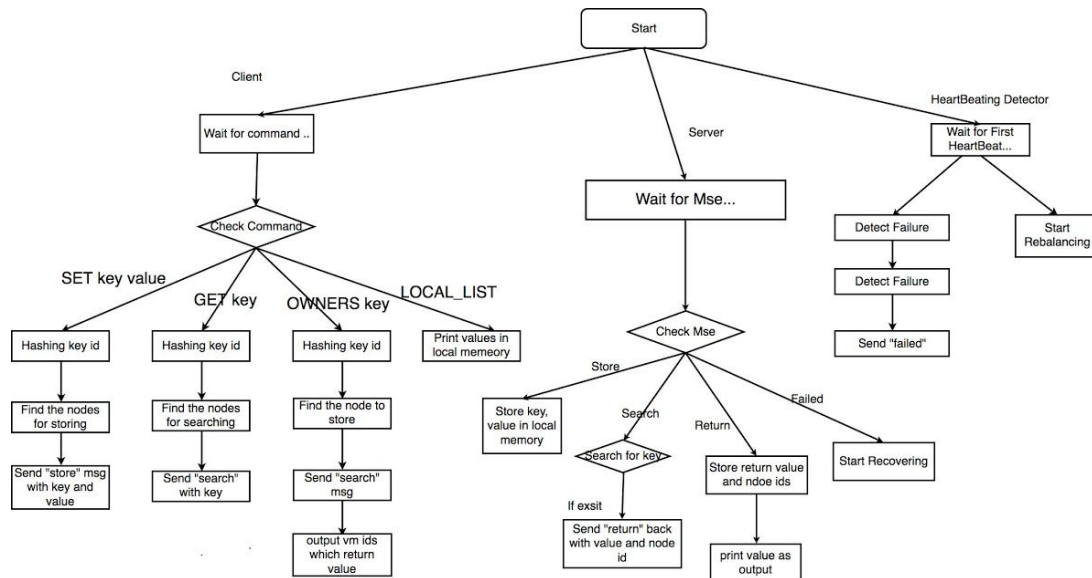 Start
Client
HeartBeating Detector
Wait for command ..
Server
Wait for First
HeartBeat...
Wait for Mse...
Check Command
Detect Failure
Start
Rebalancing
SET key value
GET key
OWNERS key
LOCAL_LIST
Detect Failure
Hashing key id
Hashing key id
Hashing key id
Print values in
local memeory
Check Mse
Send "failed"
Store
Search
Return
Failed
Find the nodes
for storing
Find the nodes
for searching
Find the node to
store
Store key,
value in local
memory
Search for key
Start Recovering
Send "store" msg
with key and
value
Send "search"
with key
Send "search"
msg
Store return value
and ndoe ids
If exsit
output vm ids
which return
value
Send "return" back
with value and node
id
print value as
output